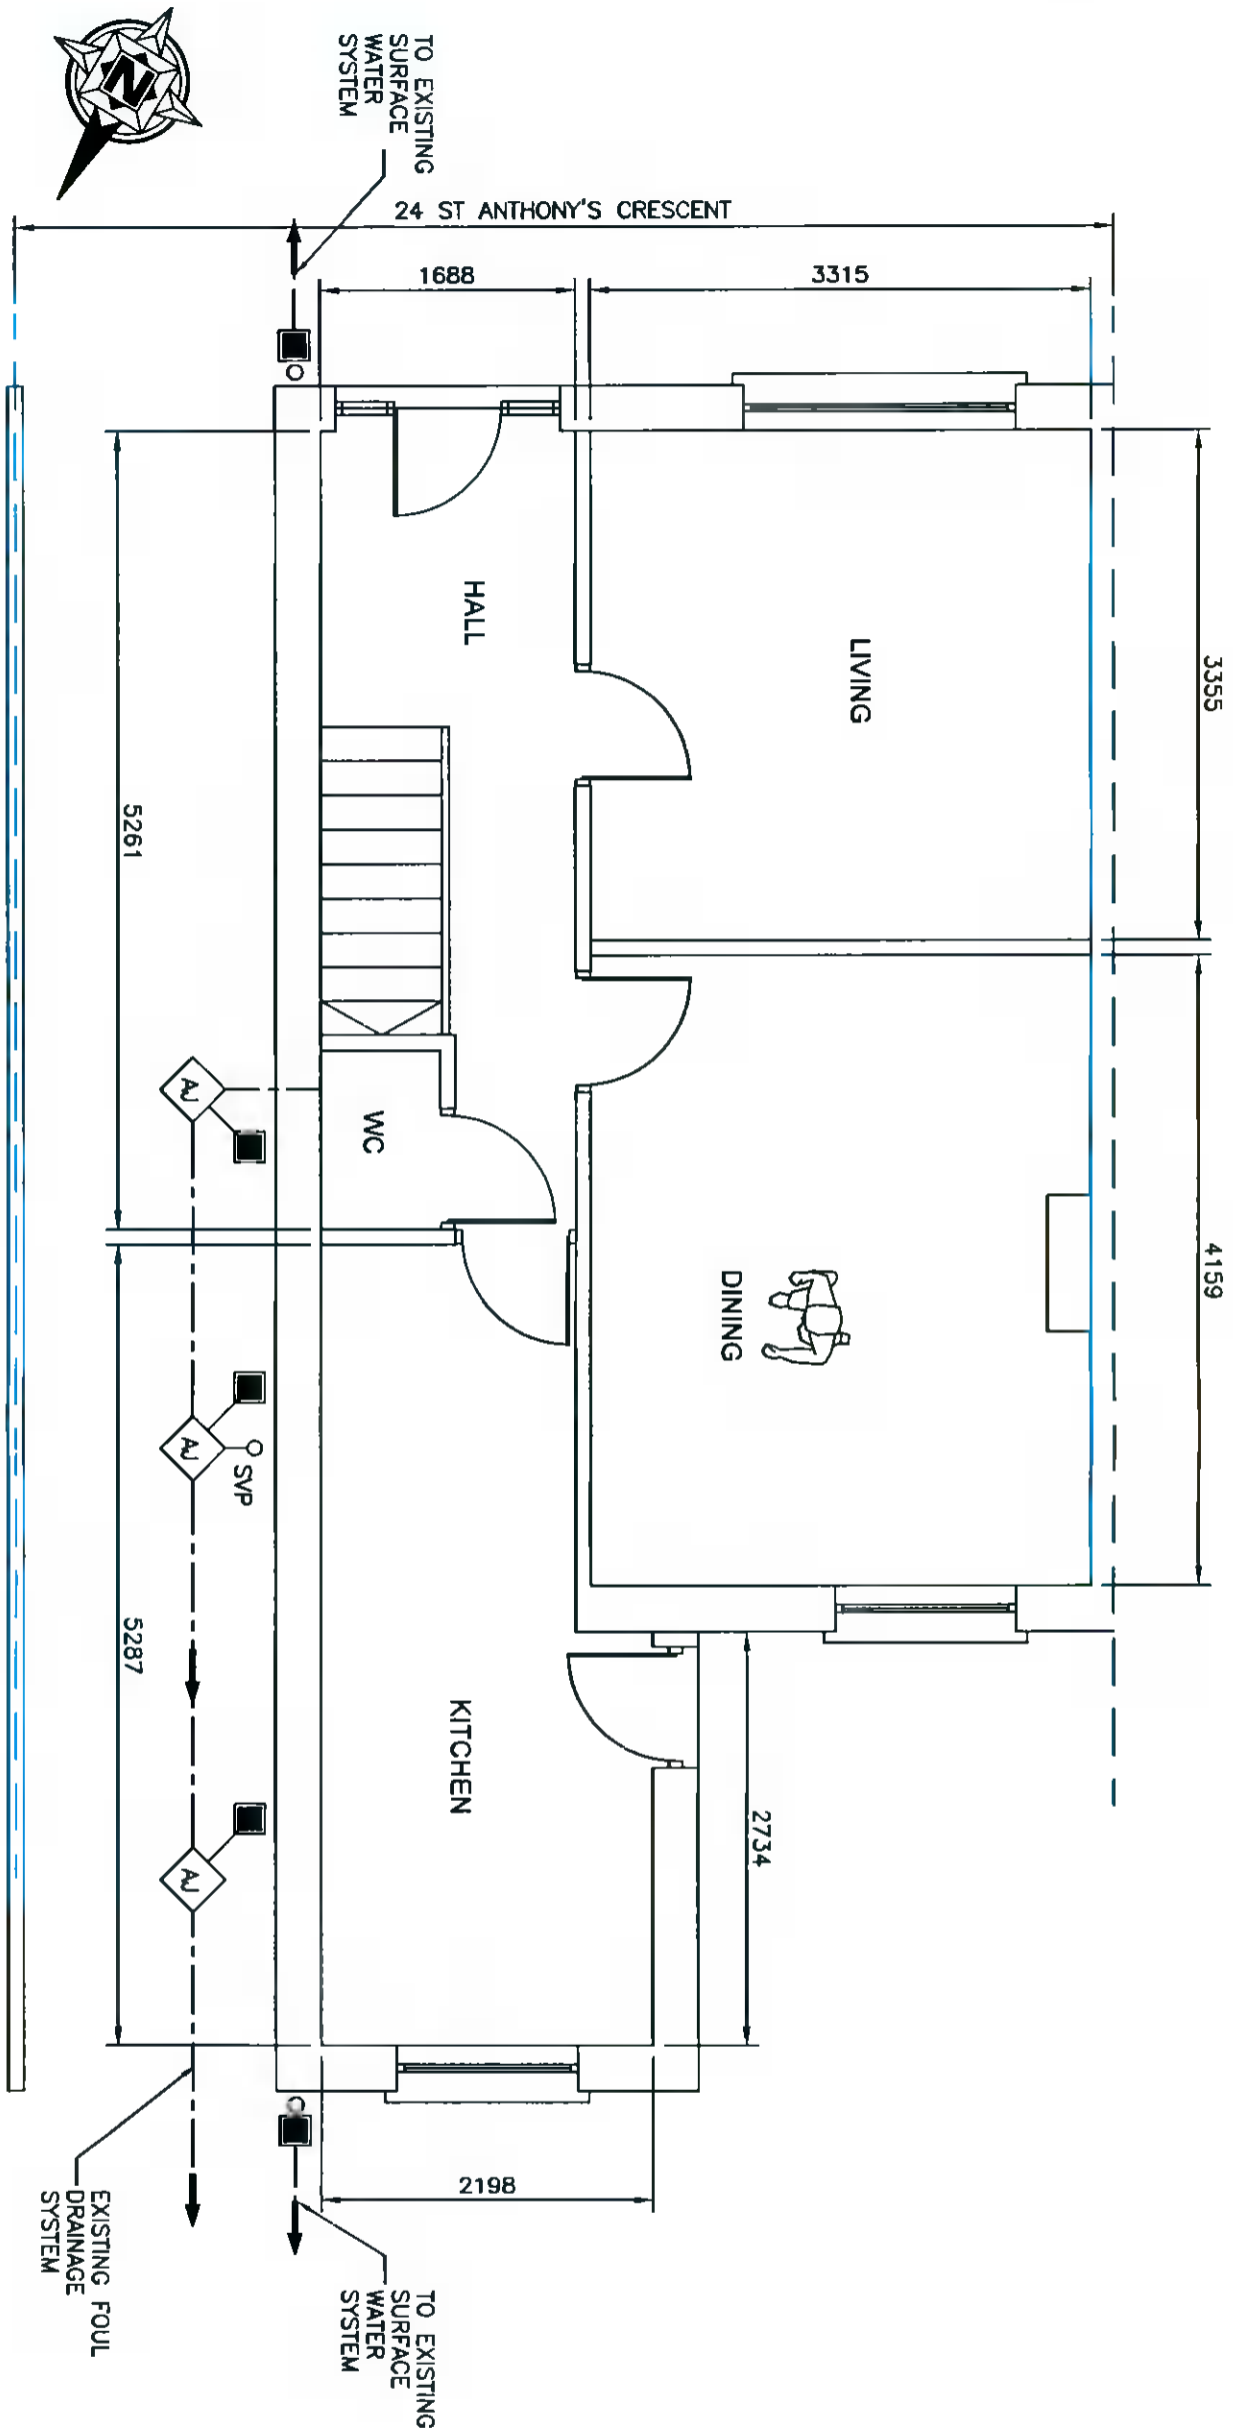 N
TO EXISTING
SURFACE
WATER
SYSTEM
24 ST ANTHONY'S CRESCENT
1688
3315
3355
LIVING
HALL
5261
4159
WC
AJ
DINING
AJ
SVP
5287
KITCHEN
2734
AJ
2198
EXISTING FOUL
DRAINAGE
SYSTEM
TO EXISTING
SURFACE
WATER
SYSTEM